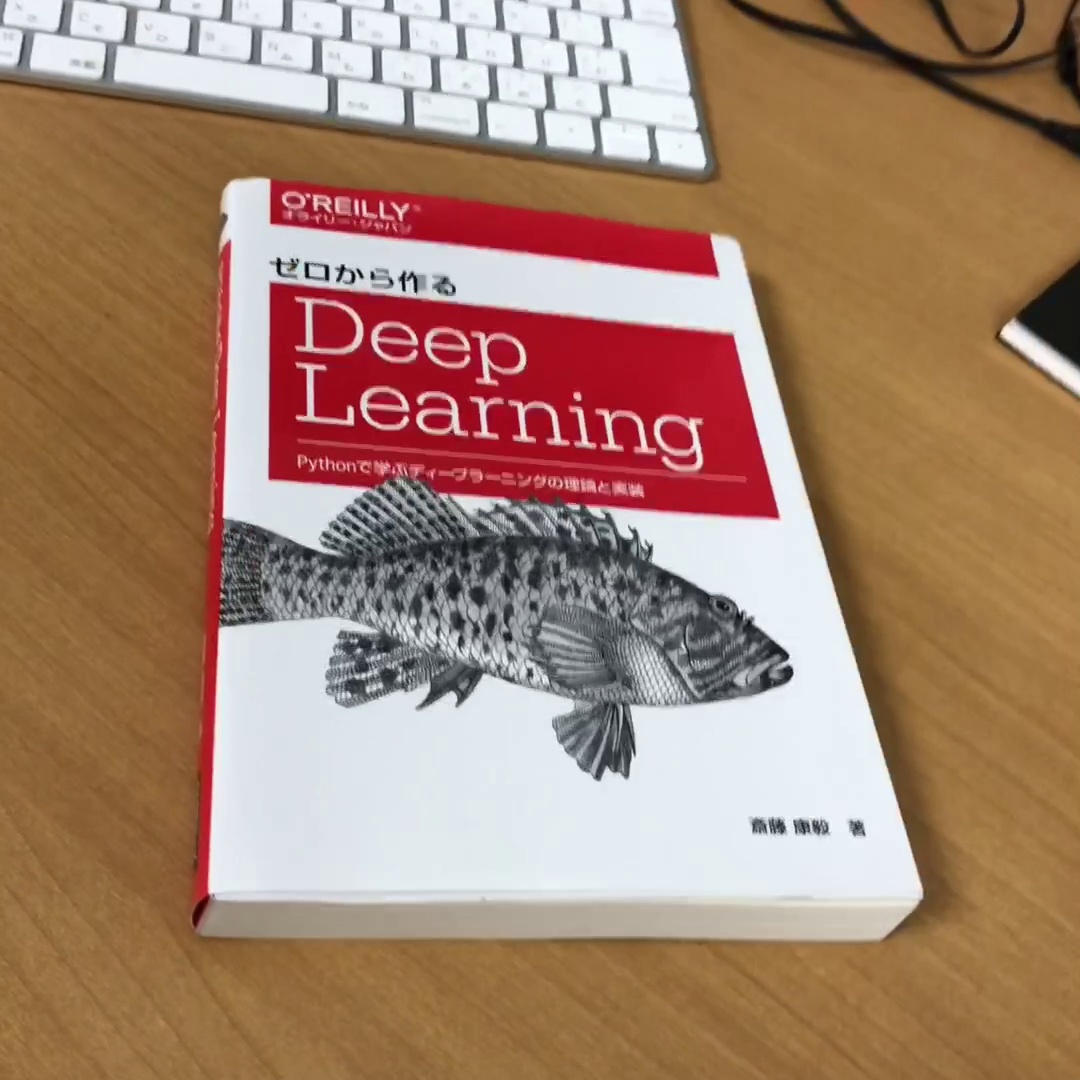 O'REILLY
オライリー・ジャパン
ゼロから作る
Deep
Learning
Pythonで学ぶディープラーニングの理論と実装
斎藤 康毅 著